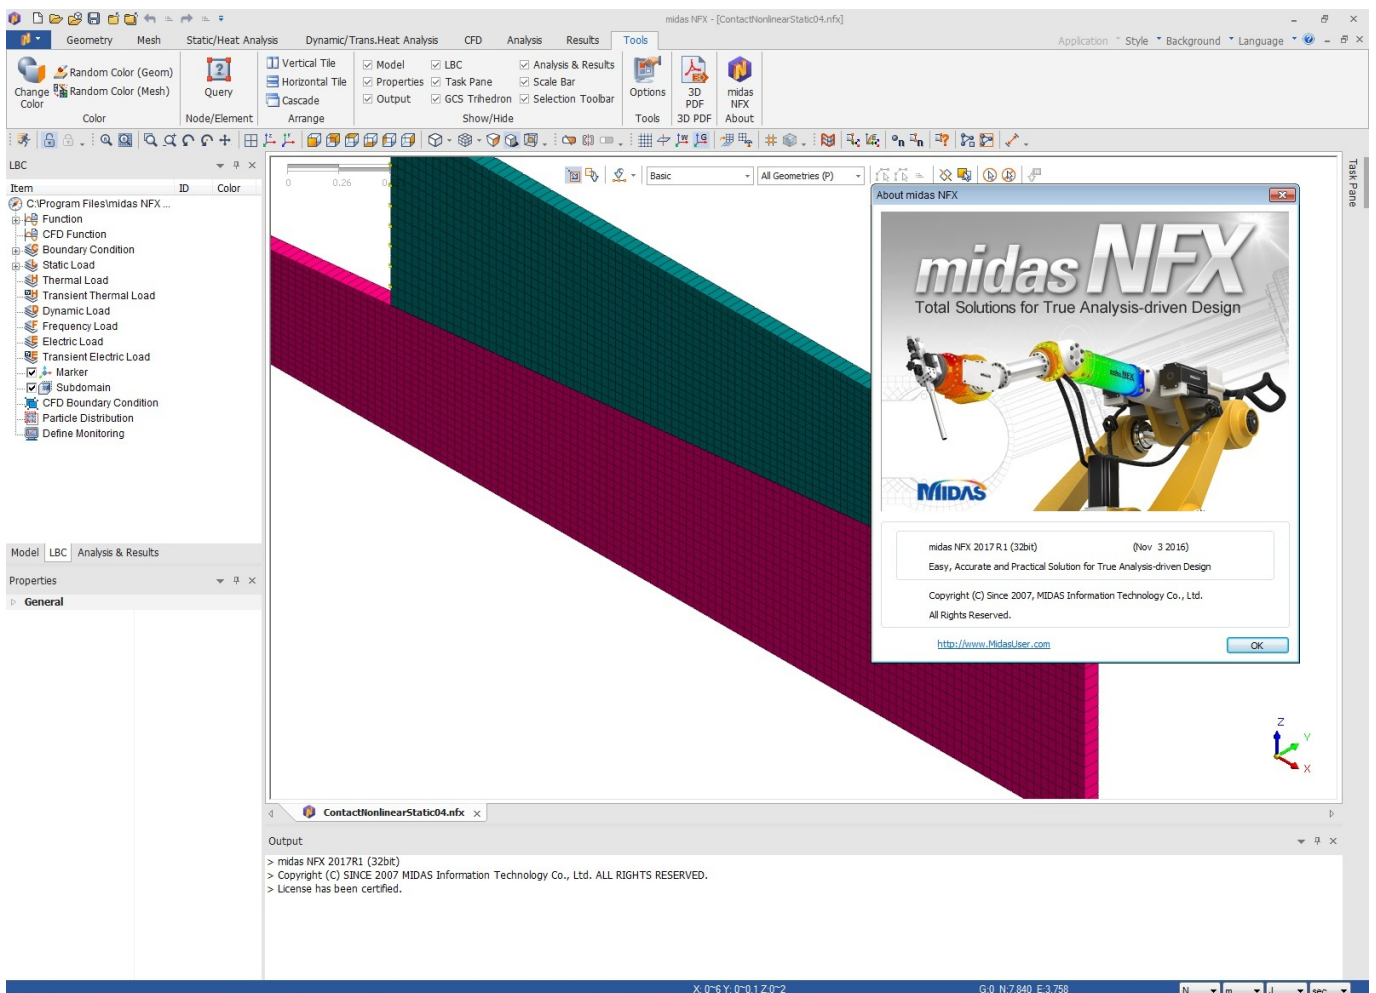 midas NFX - [ContactNonlinearStatic04.nfx]
Geometry Mesh Static/Heat Analysis Dynamic/Trans.Heat Analysis CFD Analysis Results Tools
Application Style Background Language
Change Color
Random Color (Geom)
Random Color (Mesh)
Color
Query
Node/Element
Vertical Tile
Horizontal Tile
Cascade
Arrange
Model LBC Analysis & Results
Properties Task Pane Scale Bar
Output GCS Trihedron Selection Toolbar
Show/Hide
Options
Tools
3D PDF
3D PDF
midas NFX
About
LBC
Item ID Color
C:\Program Files\midas NFX ...
Function
CFD Function
Boundary Condition
Static Load
Thermal Load
Transient Thermal Load
Dynamic Load
Frequency Load
Electric Load
Transient Electric Load
Marker
Subdomain
CFD Boundary Condition
Particle Distribution
Define Monitoring
Model LBC Analysis & Results
Properties
General
0 0.26
Basic
All Geometries (P)
Task Pane
About midas NFX
midas NFX
Total Solutions for True Analysis-driven Design
MIDAS
midas NFX 2017 R1 (32bit) (Nov 3 2016)
Easy, Accurate and Practical Solution for True Analysis-driven Design
Copyright (C) Since 2007, MIDAS Information Technology Co., Ltd.
All Rights Reserved.
http://www.MidasUser.com
OK
Z
Y
X
ContactNonlinearStatic04.nfx
Output
> midas NFX 2017R1 (32bit)
> Copyright (C) SINCE 2007 MIDAS Information Technology Co., Ltd. ALL RIGHTS RESERVED.
> License has been certified.
X: 0~6 Y: 0~0.1 Z:0~2
G:0 N:7,840 E:3,758
N m J sec